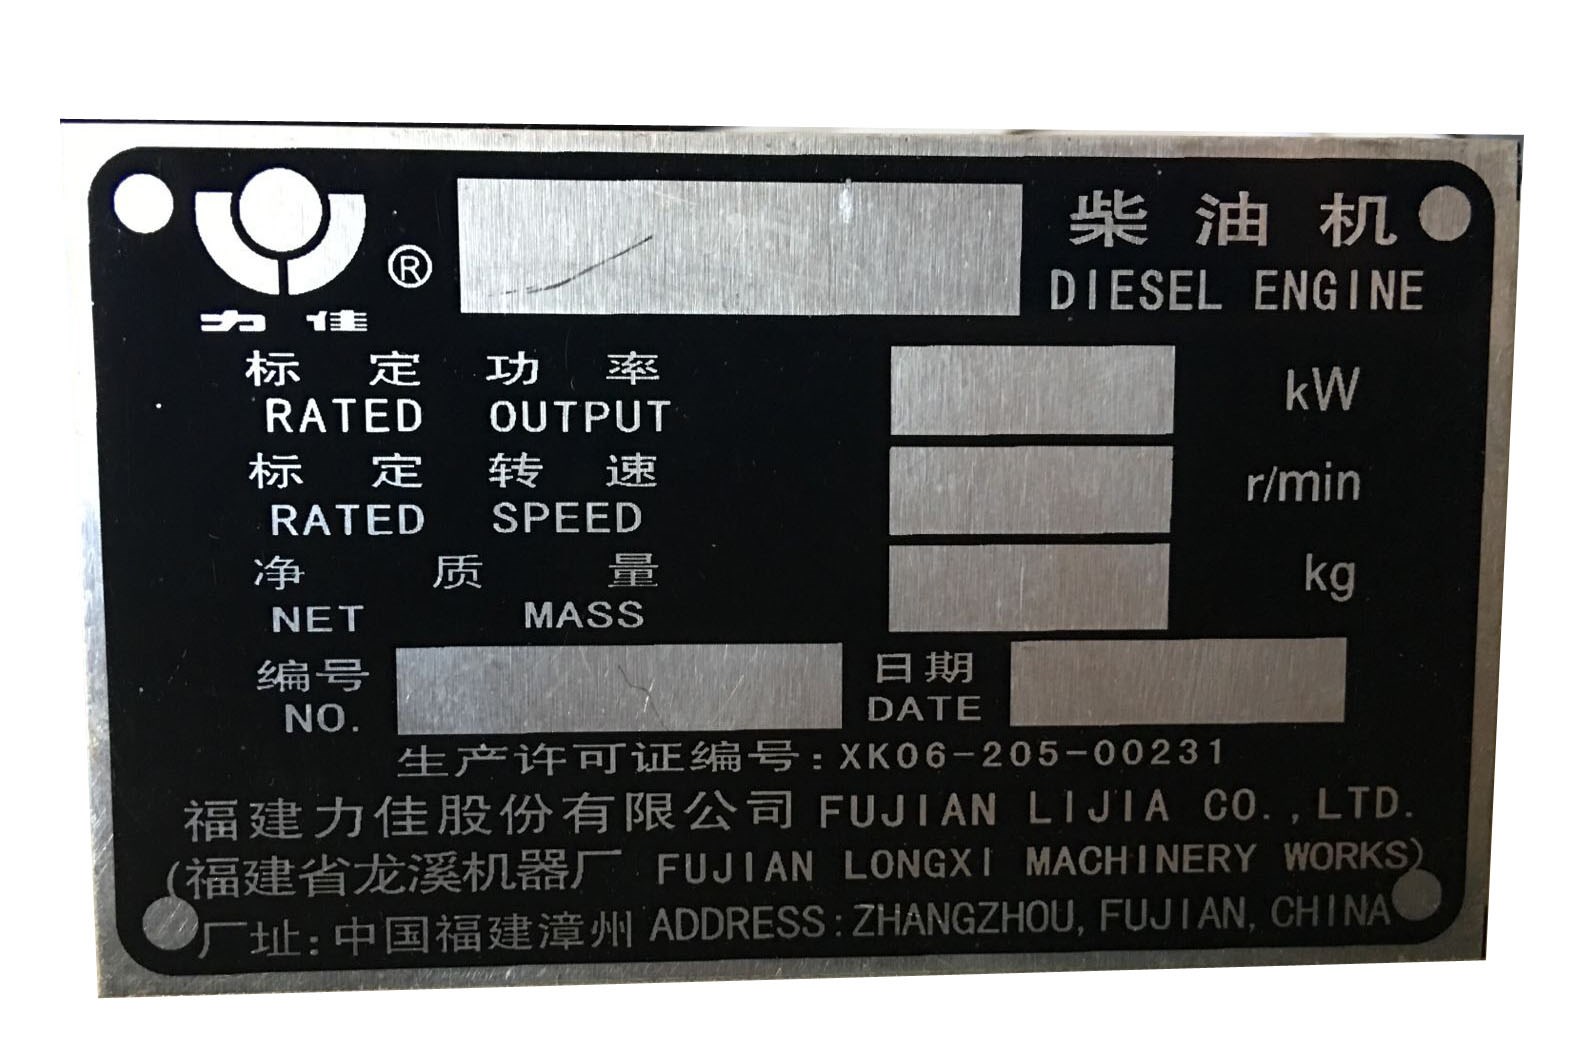 力佳 ® 柴油机
DIESEL ENGINE
标定功率 kW
RATED OUTPUT
标定转速 r/min
RATED SPEED
净质量 kg
NET MASS
编号 日期
NO. DATE
生产许可证编号:XK06-205-00231
福建力佳股份有限公司 FUJIAN LIJIA CO.,LTD.
(福建省龙溪机器厂 FUJIAN LONGXI MACHINERY WORKS)
厂址:中国福建漳州 ADDRESS:ZHANGZHOU,FUJIAN,CHINA